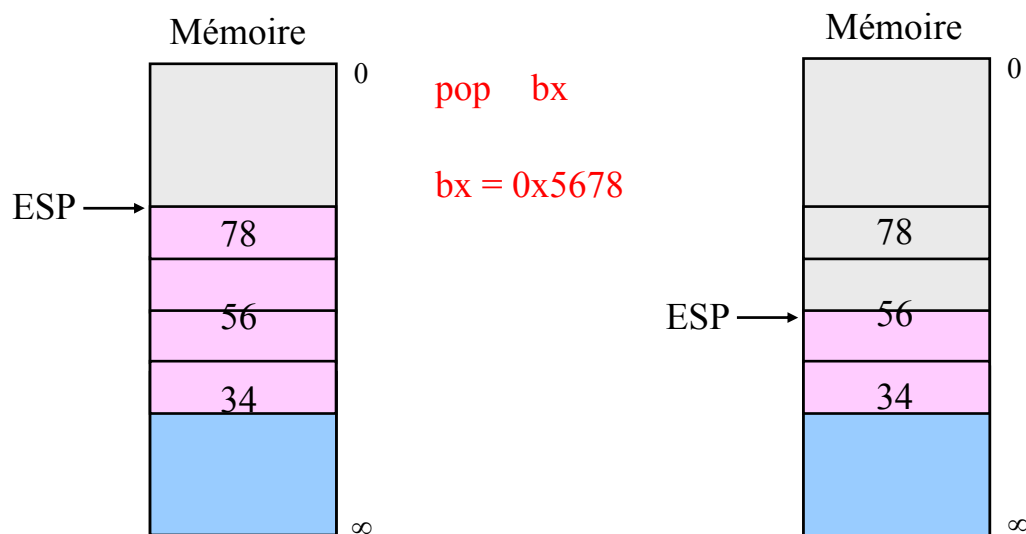 Mémoire
0
pop bx
bx = 0x5678
ESP
78
56
34
∞
Mémoire
0
78
ESP
56
34
∞